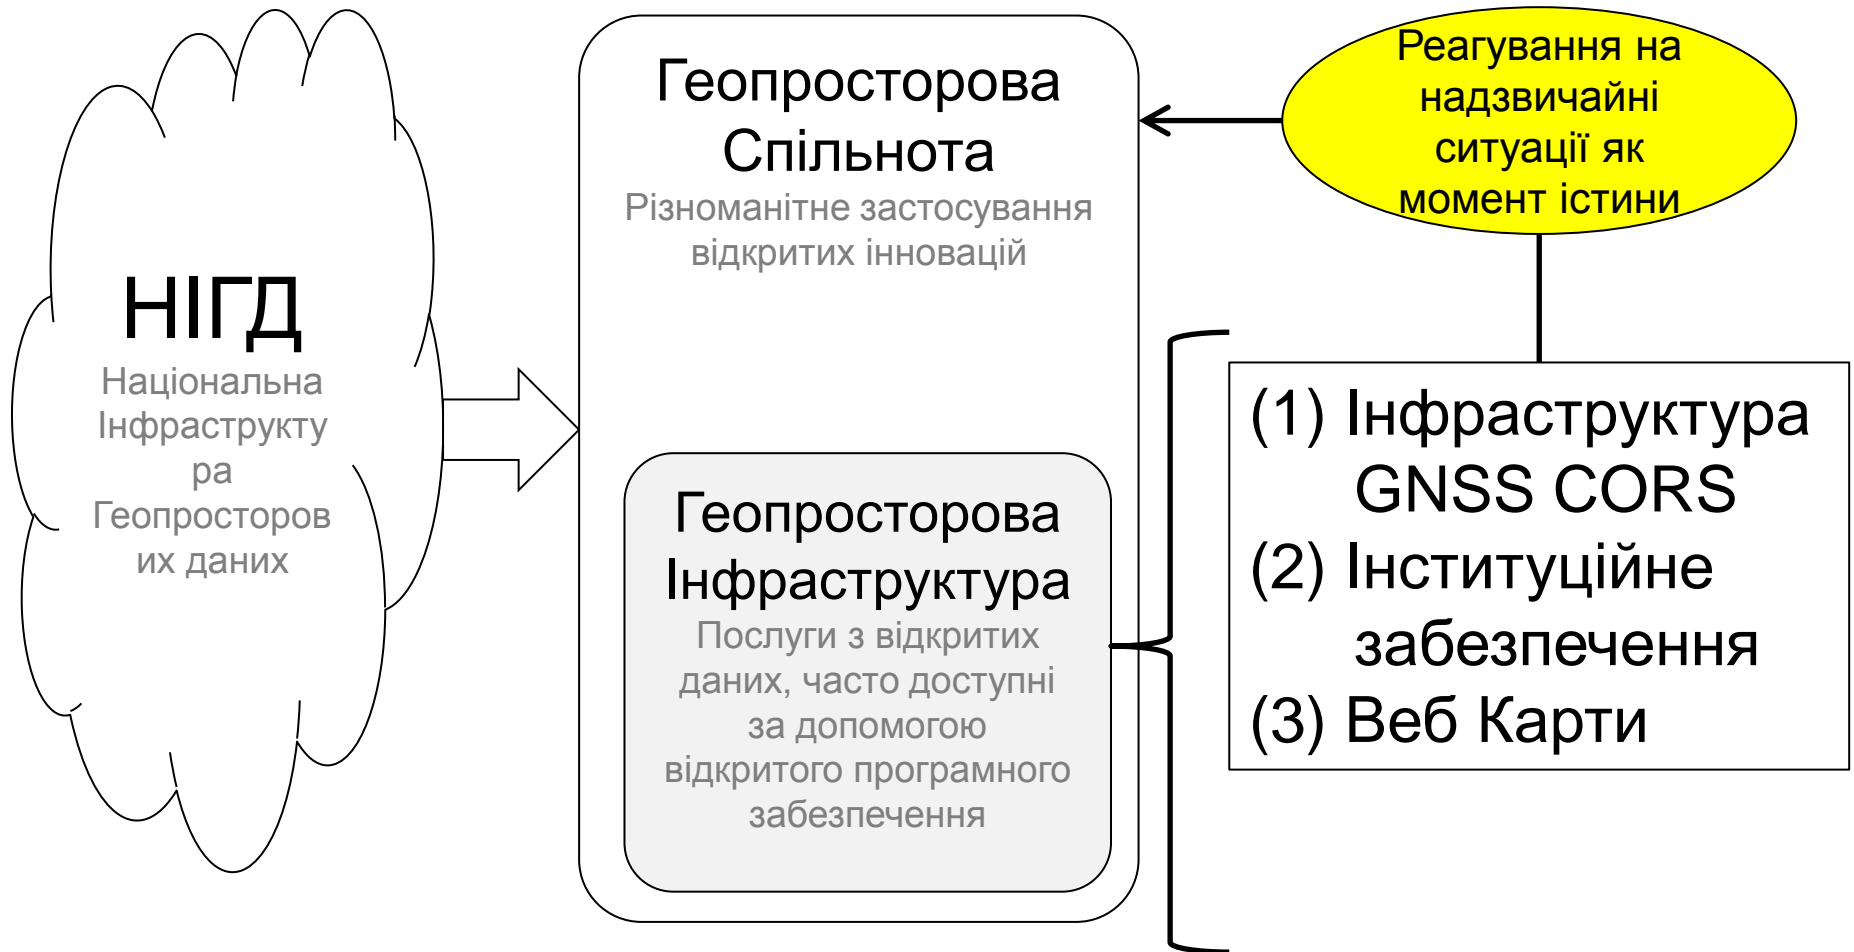 НІГД
Національна
Інфраструкту
ра
Геопросторов
их даних
Геопросторова
Спільнота
Різноманітне застосування
відкритих інновацій
Геопросторова
Інфраструктура
Послуги з відкритих
даних, часто доступні
за допомогою
відкритого програмного
забезпечення
Реагування на
надзвичайні
ситуації як
момент істини
(1) Інфраструктура
GNSS CORS
(2) Інституційне
забезпечення
(3) Веб Карти